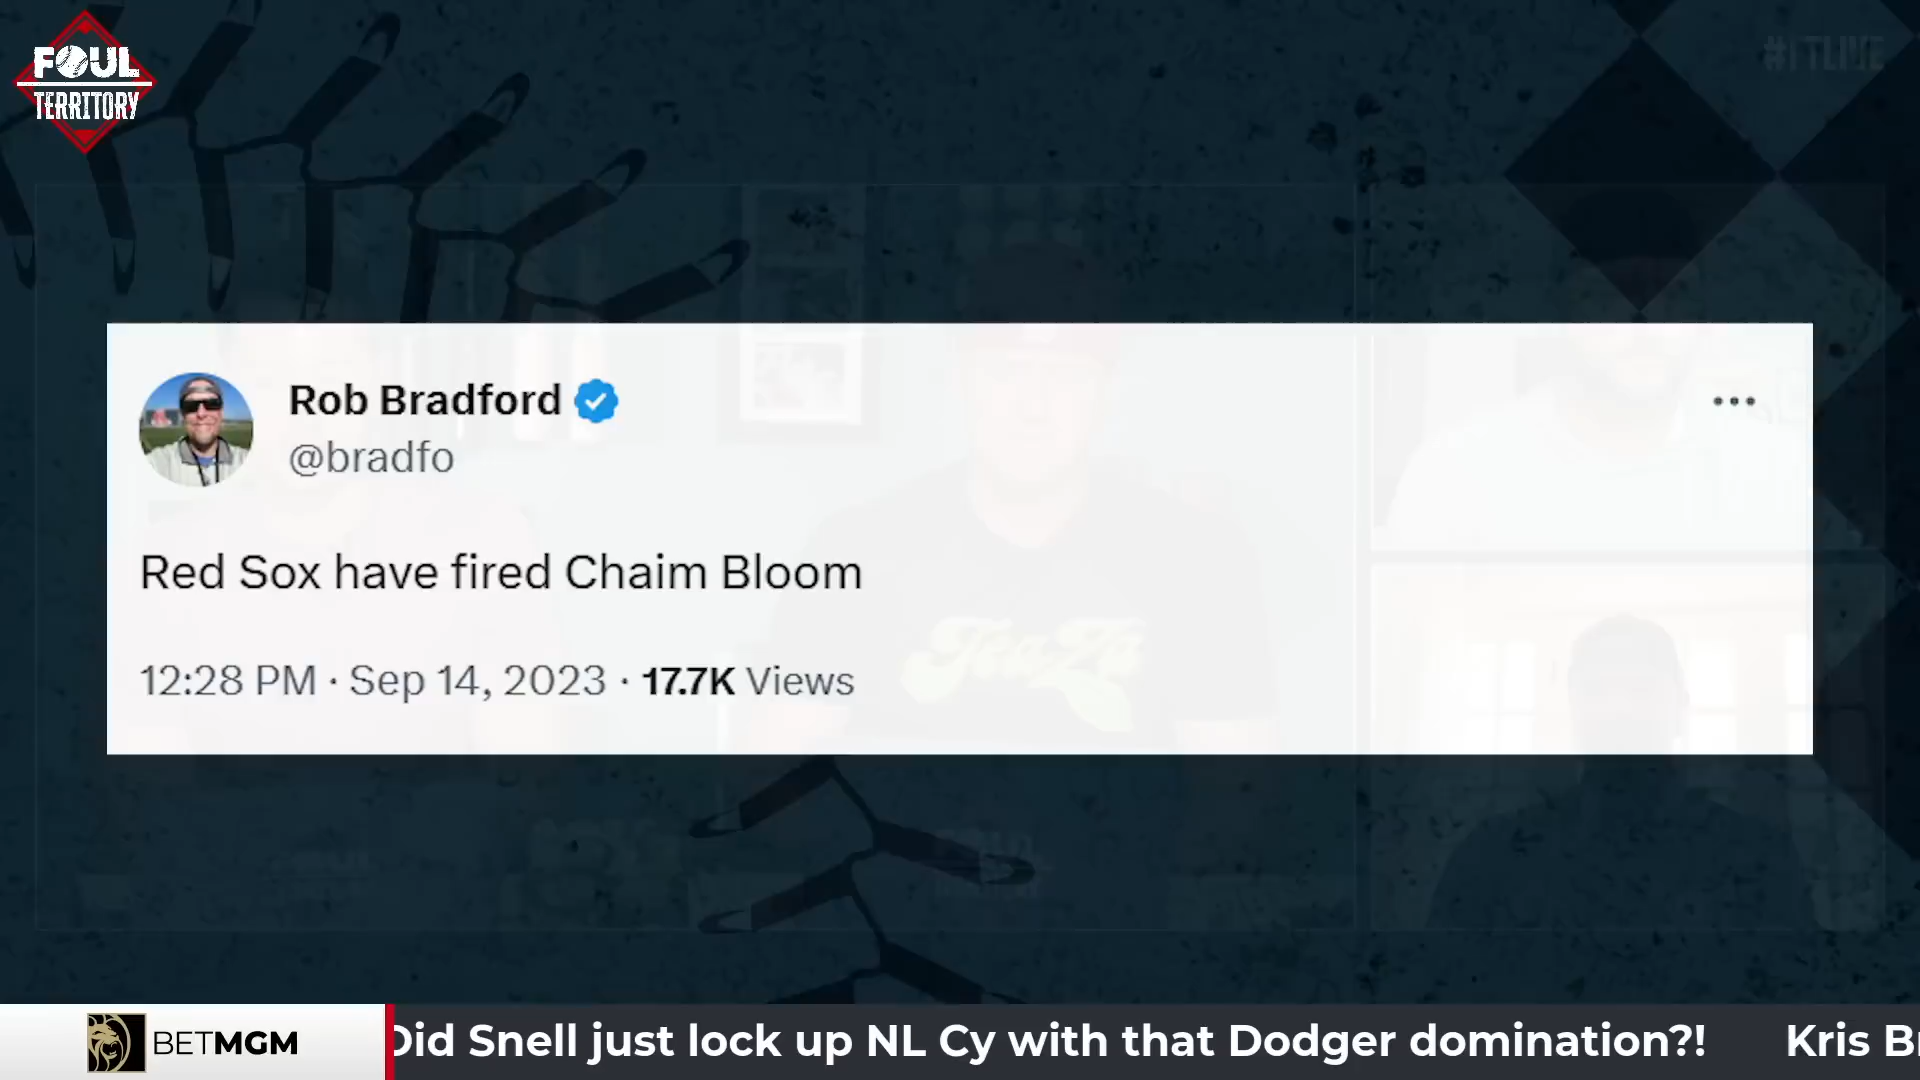 FOUL
TERRITORY
#FTLIVE
Rob Bradford
@bradfo
Red Sox have fired Chaim Bloom
12:28 PM · Sep 14, 2023 · 17.7K Views
BETMGM
Did Snell just lock up NL Cy with that Dodger domination?! Kris